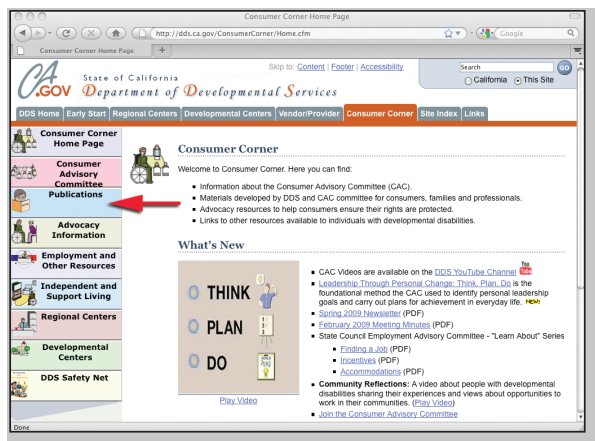 Consumer Corner Home Page
http://dds.ca.gov/ConsumerCorner/Home.cfm
Google
Consumer Corner Home Page
+
Skip to: Content | Footer | Accessibility
Search
GO
California
This Site
CA
.GOV
State of California
Department of Developmental Services
DDS Home
Early Start
Regional Centers
Developmental Centers
Vendor/Provider
Consumer Corner
Site Index
Links
Consumer Corner
Home Page
Consumer
Advisory
Committee
Publications
Advocacy
Information
Employment and
Other Resources
Independent and
Support Living
Regional Centers
Developmental
Centers
DDS Safety Net
Consumer Corner
Welcome to Consumer Corner. Here you can find:
Information about the Consumer Advisory Committee (CAC).
Materials developed by DDS and CAC committee for consumers, families and professionals.
Advocacy resources to help consumers ensure their rights are protected.
Links to other resources available to individuals with developmental disabilities.
What's New
THINK
PLAN
1
2
3
DO
Play Video
CAC Videos are available on the DDS YouTube Channel You Tube
Leadership Through Personal Change: Think, Plan, Do is the
foundational method the CAC used to identify personal leadership
goals and carry out plans for achievement in everyday life. NEW!
Spring 2009 Newsletter (PDF)
February 2009 Meeting Minutes (PDF)
State Council Employment Advisory Committee - "Learn About" Series
Finding a Job (PDF)
Incentives (PDF)
Accommodations (PDF)
Community Reflections: A video about people with developmental
disabilities sharing their experiences and views about opportunities to
work in their communities. (Play Video)
Join the Consumer Advisory Committee
Done